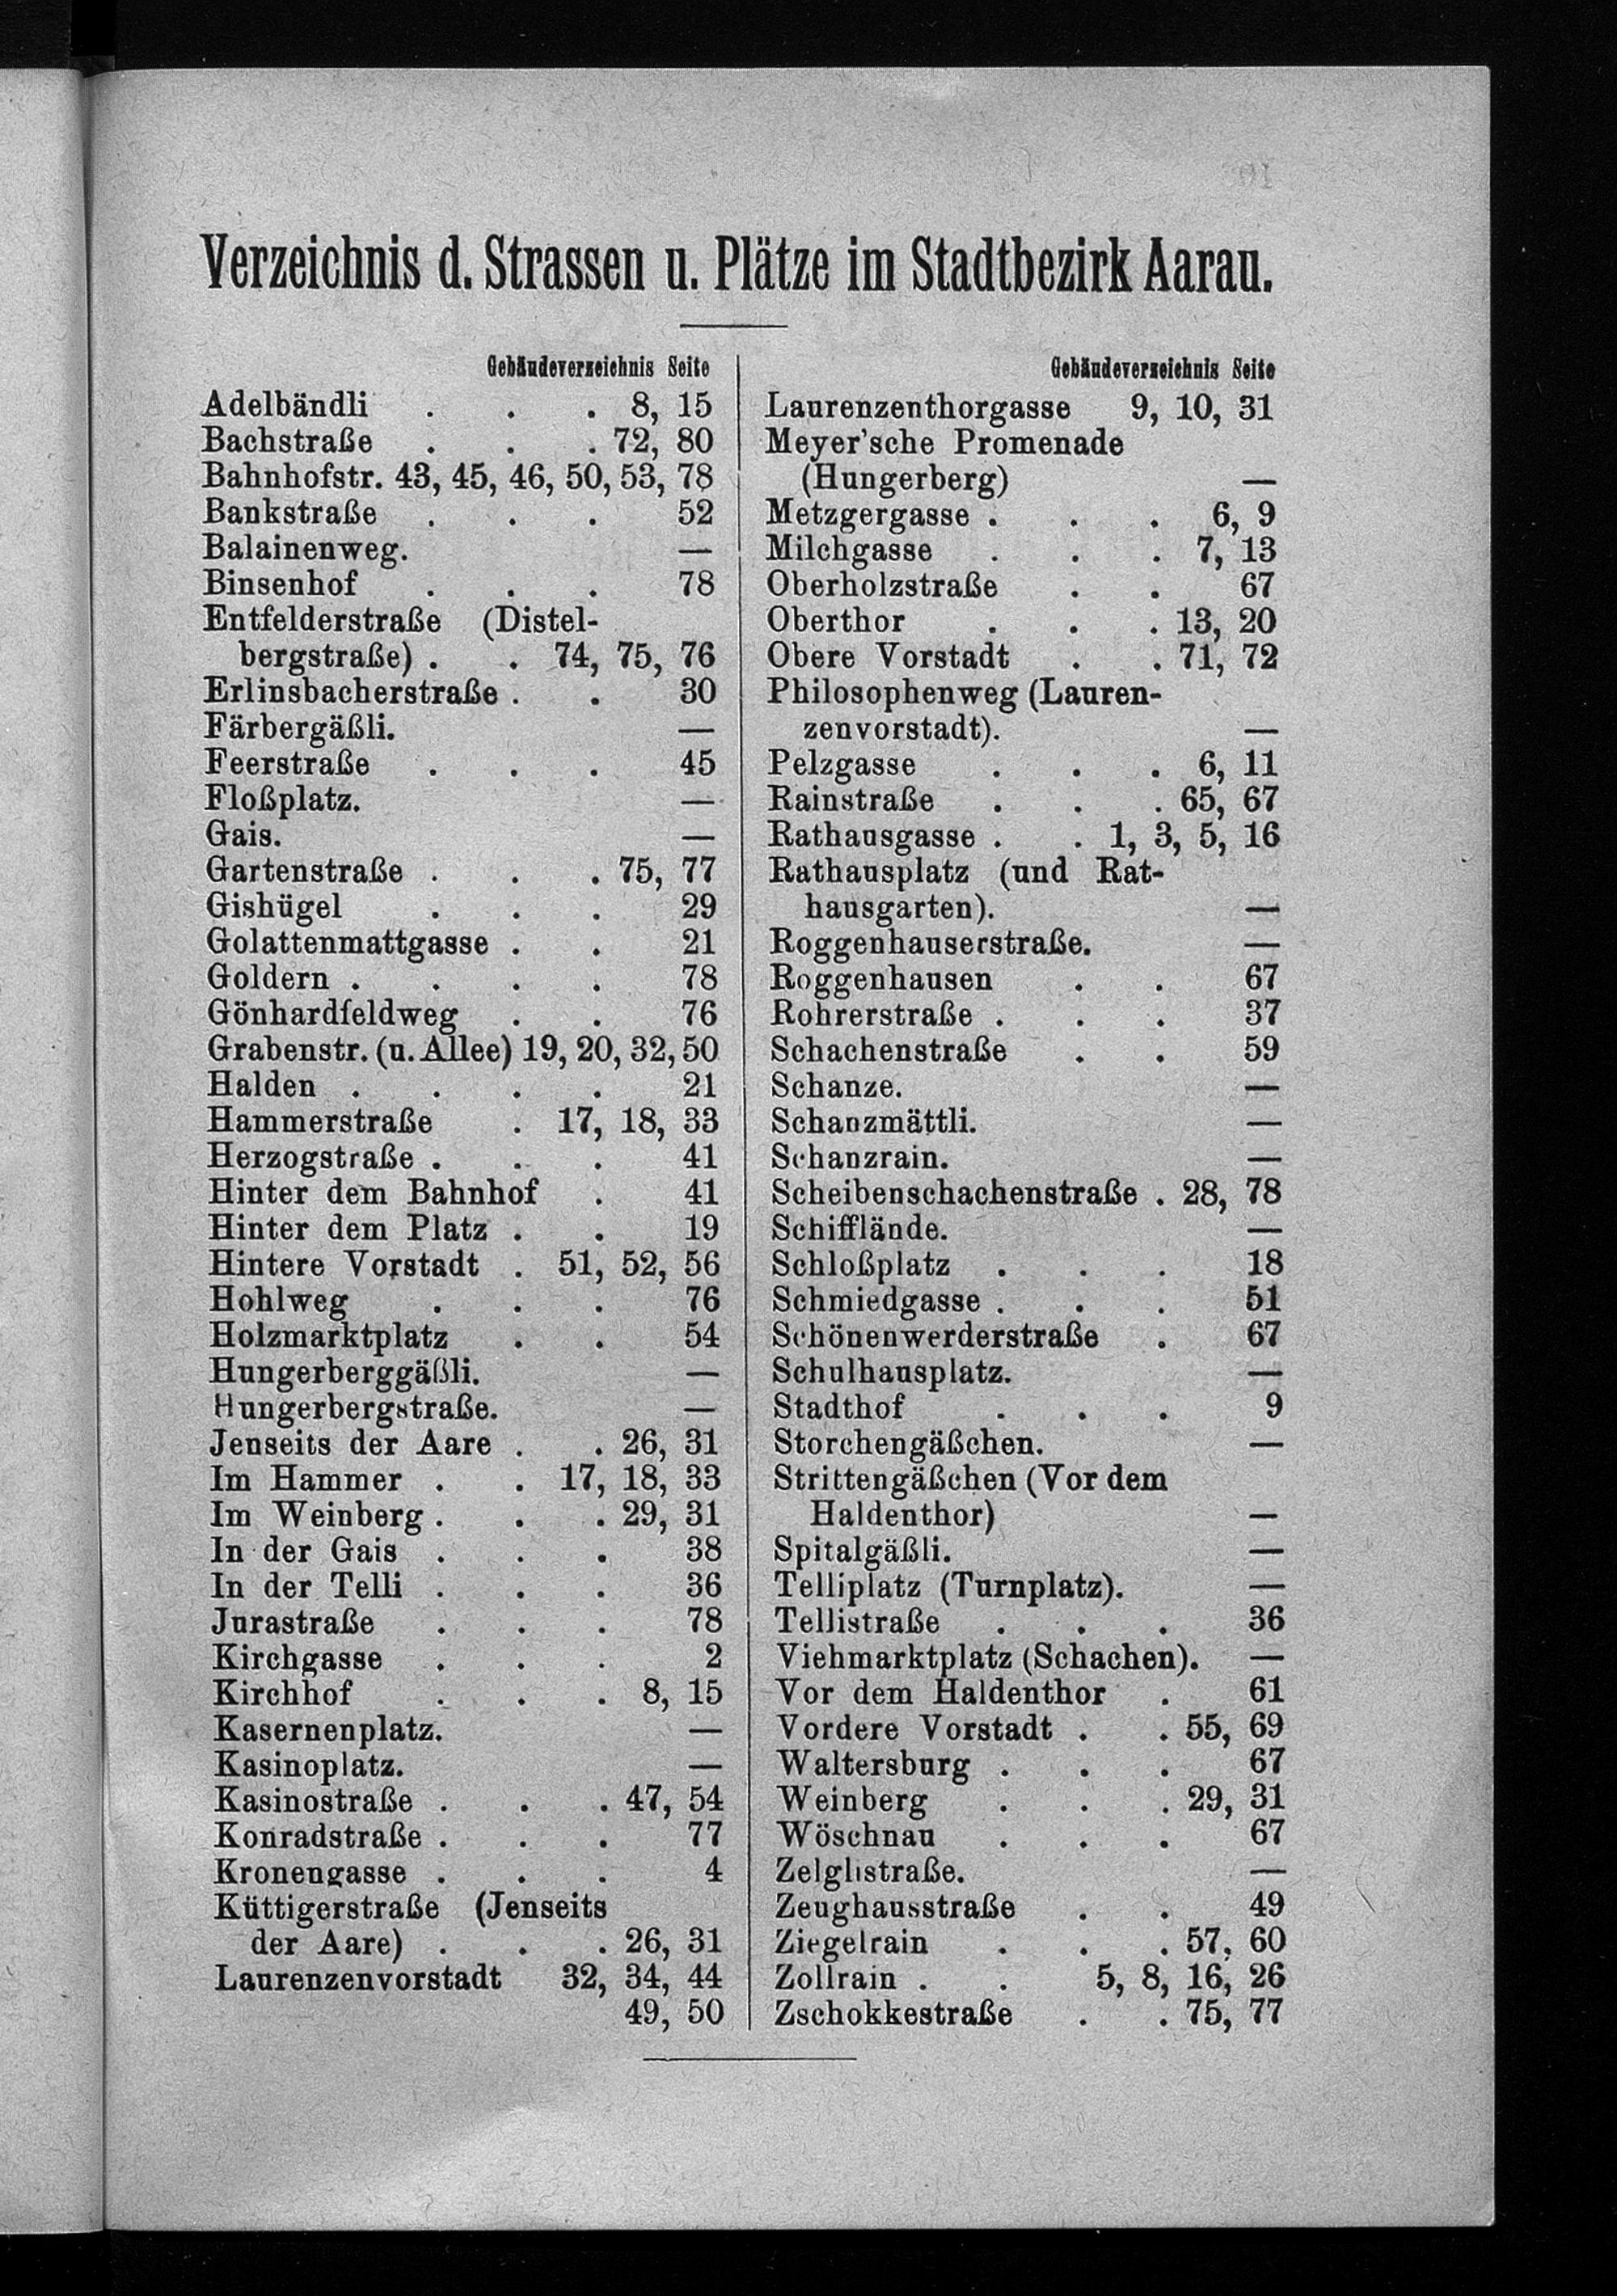 Verzeichnis d. Strassen u. Plätze im Stadtbezirk Aarau.
Gebäudeverzeichnis Seite
Adelbändli . . . 8, 15
Bachstraße . . . 72, 80
Bahnhofstr. 43, 45, 46, 50, 53, 78
Bankstraße . . . 52
Balainenweg. —
Binsenhof . . . 78
Entfelderstraße (Distel-
bergstraße) . . 74, 75, 76
Erlinsbacherstraße . . 30
Färbergäßli. —
Feerstraße . . . 45
Floßplatz. —
Gais. —
Gartenstraße . . . 75, 77
Gishügel . . . 29
Golattenmattgasse . . 21
Goldern . . . . 78
Gönhardfeldweg . . 76
Grabenstr. (u. Allee) 19, 20, 32, 50
Halden . . . . 21
Hammerstraße . 17, 18, 33
Herzogstraße . . . 41
Hinter dem Bahnhof . 41
Hinter dem Platz . . 19
Hintere Vorstadt . 51, 52, 56
Hohlweg . . . 76
Holzmarktplatz . . 54
Hungerberggäßli. —
Hungerbergstraße. —
Jenseits der Aare . . 26, 31
Im Hammer . . 17, 18, 33
Im Weinberg . . . 29, 31
In der Gais . . . 38
In der Telli . . . 36
Jurastraße . . . 78
Kirchgasse . . . 2
Kirchhof . . . 8, 15
Kasernenplatz. —
Kasinoplatz. —
Kasinostraße . . . 47, 54
Konradstraße . . . 77
Kronengasse . . . 4
Küttigerstraße (Jenseits
der Aare) . . . 26, 31
Laurenzenvorstadt 32, 34, 44
49, 50
Gebäudeverzeichnis Seite
Laurenzenthorgasse 9, 10, 31
Meyer'sche Promenade
(Hungerberg) —
Metzgergasse . . . 6, 9
Milchgasse . . . 7, 13
Oberholzstraße . . 67
Oberthor . . . 13, 20
Obere Vorstadt . . 71, 72
Philosophenweg (Lauren-
zenvorstadt). —
Pelzgasse . . . 6, 11
Rainstraße . . . 65, 67
Rathausgasse . . 1, 3, 5, 16
Rathausplatz (und Rat-
hausgarten). —
Roggenhauserstraße. —
Roggenhausen . . 67
Rohrerstraße . . . 37
Schachenstraße . . 59
Schanze. —
Schanzmättli. —
Schanzrain. —
Scheibenschachenstraße . 28, 78
Schifflände. —
Schloßplatz . . . 18
Schmiedgasse . . . 51
Schönenwerderstraße . 67
Schulhausplatz. —
Stadthof . . . 9
Storchengäßchen. —
Strittengäßchen (Vor dem
Haldenthor) —
Spitalgäßli. —
Telliplatz (Turnplatz). —
Tellistraße . . . 36
Viehmarktplatz (Schachen). —
Vor dem Haldenthor . 61
Vordere Vorstadt . . 55, 69
Waltersburg . . . 67
Weinberg . . . 29, 31
Wöschnau . . . 67
Zelglistraße. —
Zeughausstraße . . 49
Ziegelrain . . . 57, 60
Zollrain . . 5, 8, 16, 26
Zschokkestraße . . 75, 77